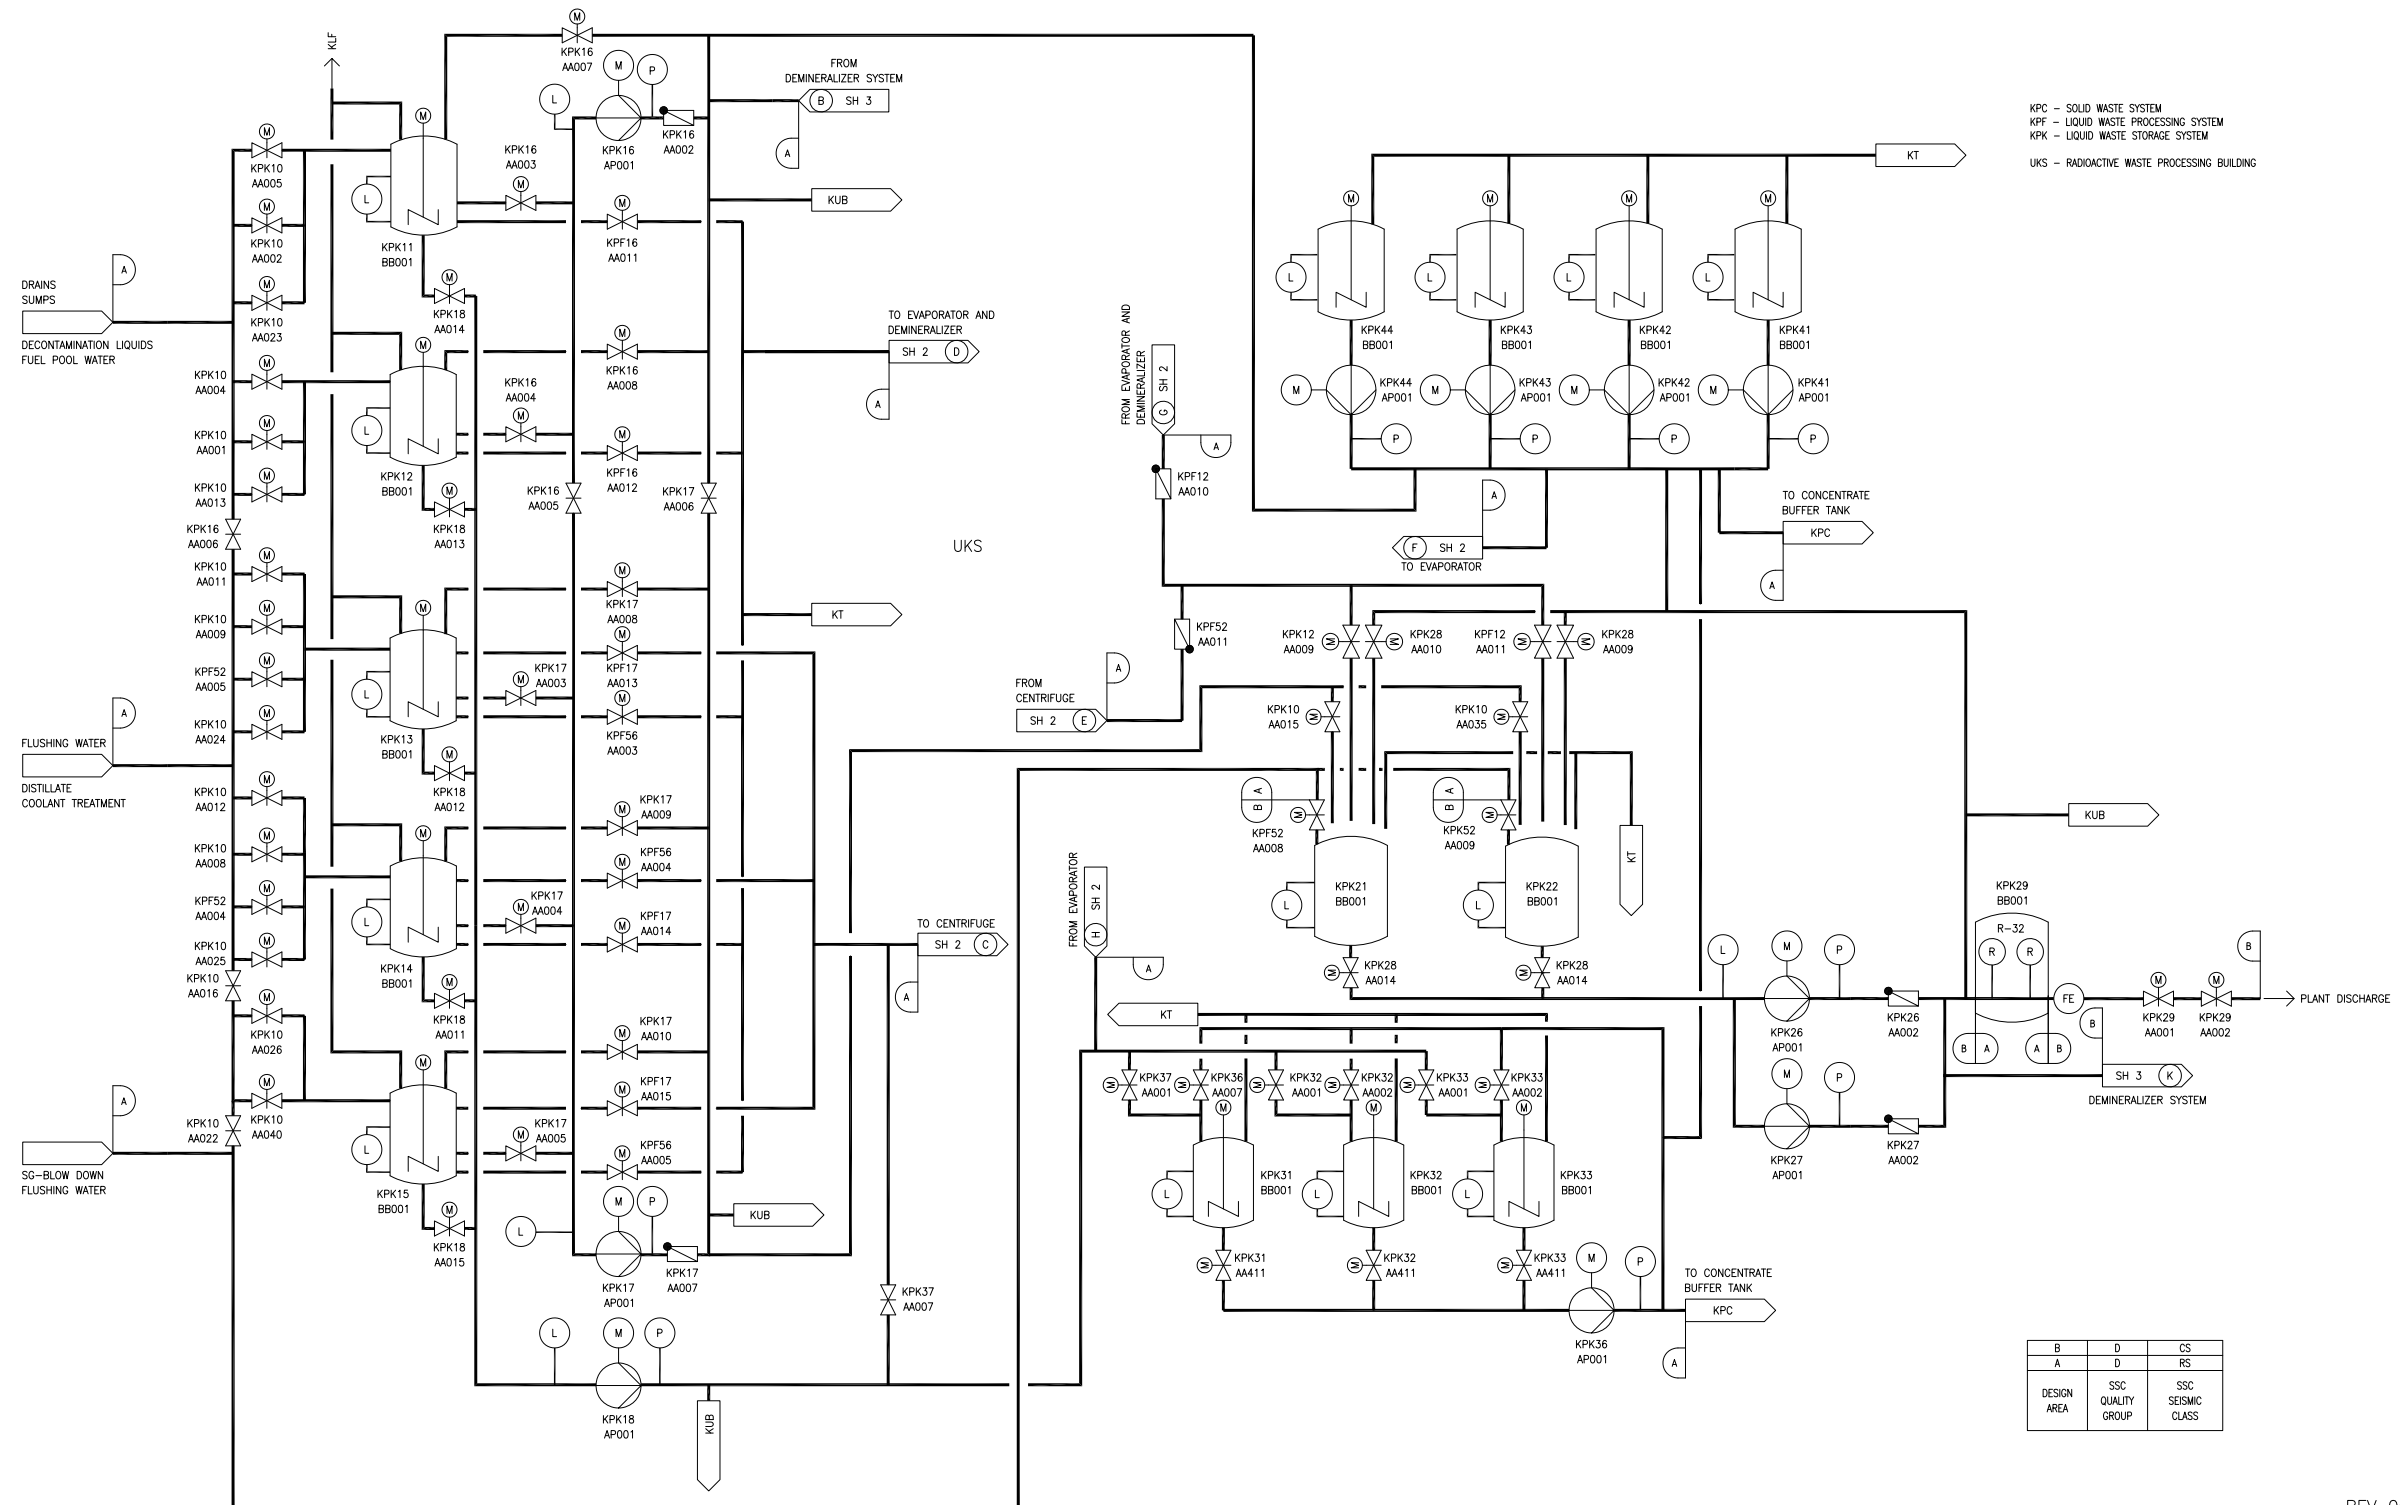 KLF
M
KPK16
AA007
M
P
L
KPK16
AP001
KPK16
AA002
FROM
DEMINERALIZER SYSTEM
B SH 3
A
KUB
KPC – SOLID WASTE SYSTEM
KPF – LIQUID WASTE PROCESSING SYSTEM
KPK – LIQUID WASTE STORAGE SYSTEM
UKS – RADIOACTIVE WASTE PROCESSING BUILDING
KT
M
KPK10
AA005
M
KPK10
AA002
M
KPK10
AA023
A
DRAINS
SUMPS
DECONTAMINATION LIQUIDS
FUEL POOL WATER
M
L
KPK11
BB001
KPK16
AA003
M
M
KPF16
AA011
M
KPK18
AA014
KPK10
AA004
M
KPK10
AA001
M
KPK10
AA013
M
KPK16
AA006
M
L
KPK12
BB001
KPK16
AA004
M
M
KPK16
AA008
M
KPF16
AA012
M
KPK18
AA013
KPK16
AA005
KPK17
AA006
TO EVAPORATOR AND
DEMINERALIZER
SH 2 D
A
UKS
KT
FROM EVAPORATOR AND
DEMINERALIZER
G SH 2
A
KPF12
AA010
M
L
KPK44
BB001
M
L
KPK43
BB001
M
L
KPK42
BB001
M
L
KPK41
BB001
M
KPK44
AP001
P
M
KPK43
AP001
P
M
KPK42
AP001
P
M
KPK41
AP001
P
A
F SH 2
TO EVAPORATOR
TO CONCENTRATE
BUFFER TANK
KPC
A
KPK10
AA011
M
KPK10
AA009
M
KPF52
AA005
M
KPK10
AA024
M
A
FLUSHING WATER
DISTILLATE
COOLANT TREATMENT
M
L
KPK13
BB001
M
KPK17
AA008
M
KPF17
AA013
KPK17
AA003
M
M
KPF56
AA003
M
KPK18
AA012
KPF52
AA011
FROM
CENTRIFUGE
SH 2 E
A
KPK12
AA009
M
KPK28
AA010
M
KPF12
AA011
M
KPK28
AA009
M
KPK10
AA015
M
KPK10
AA035
M
A
B
M
KPF52
AA008
A
B
M
KPK52
AA009
KT
KUB
KPK10
AA012
M
KPK10
AA008
M
KPF52
AA004
M
KPK10
AA025
M
KPK10
AA016
M
L
KPK14
BB001
KPK17
AA009
M
KPF56
AA004
M
KPK17
AA004
M
KPF17
AA014
M
M
KPK18
AA011
TO CENTRIFUGE
SH 2 C
A
FROM EVAPORATOR
H SH 2
A
KPK21
BB001
L
KPK22
BB001
L
M
KPK28
AA014
M
KPK28
AA014
L
M
P
KPK26
AP001
KPK26
AA002
KPK29
BB001
R-32
R
R
FE
M
KPK29
AA001
M
KPK29
AA002
B
PLANT DISCHARGE
B A
A B
B
SH 3 K
DEMINERALIZER SYSTEM
M
P
KPK27
AP001
KPK27
AA002
M
KPK10
AA026
M
KPK10
AA040
KPK10
AA022
A
SG-BLOW DOWN
FLUSHING WATER
M
L
KPK15
BB001
KPK17
AA010
M
KPF17
AA015
M
KPK17
AA005
M
KPF56
AA005
M
M
KPK18
AA015
KT
M
KPK37
AA001
M
KPK36
AA007
M
KPK32
AA001
M
KPK32
AA002
M
KPK33
AA001
M
KPK33
AA002
M
L
KPK31
BB001
M
L
KPK32
BB001
M
L
KPK33
BB001
M
KPK31
AA411
M
KPK32
AA411
M
KPK33
AA411
M
P
KPK36
AP001
TO CONCENTRATE
BUFFER TANK
KPC
A
L
M
P
KPK17
AP001
KPK17
AA007
KUB
KPK37
AA007
L
M
P
KPK18
AP001
KUB
B D CS
A D RS
DESIGN
AREA
SSC
QUALITY
GROUP
SSC
SEISMIC
CLASS